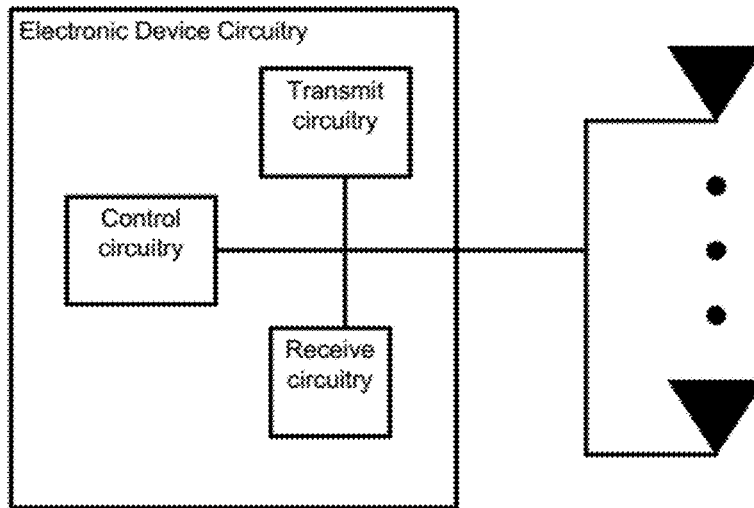 Electronic Device Circuitry
Transmit
circuitry
Control
circuitry
Receive
circuitry